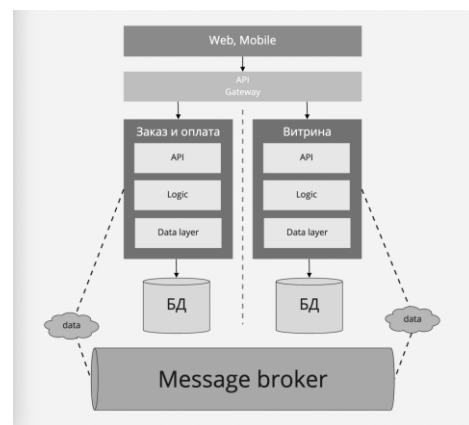 Web, Mobile
API
Gateway
Заказ и оплата
API
Logic
Data layer
Витрина
API
Logic
Data layer
БД
БД
data
data
Message broker